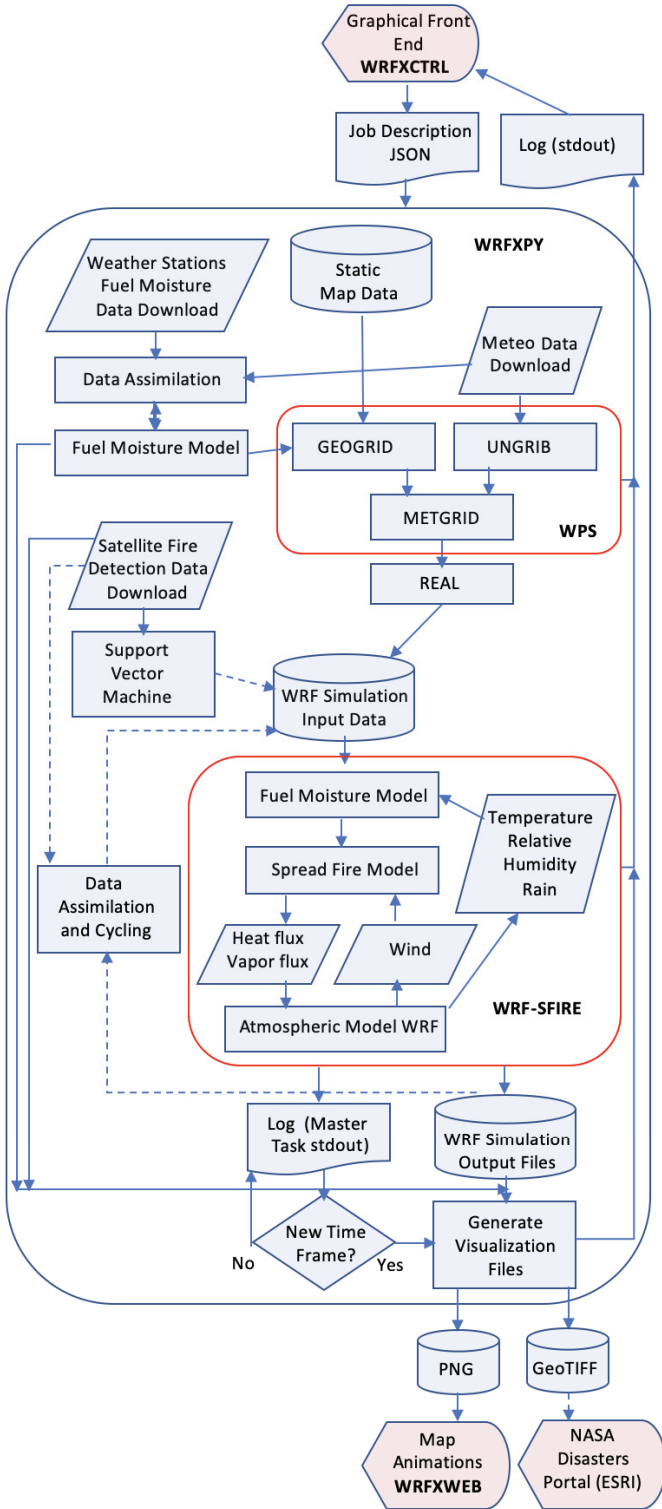 Graphical Front
End
WRFXCTRL
Job Description
JSON
Log (stdout)
WRFXPY
Weather Stations
Fuel Moisture
Data Download
Static
Map Data
Meteo Data
Download
Data Assimilation
Fuel Moisture Model
GEOGRID
UNGRIB
METGRID
WPS
Satellite Fire
Detection Data
Download
REAL
Support
Vector
Machine
WRF Simulation
Input Data
Fuel Moisture Model
Temperature
Relative
Humidity
Rain
Spread Fire Model
Data
Assimilation
and Cycling
Heat flux
Vapor flux
Wind
Atmospheric Model WRF
WRF-SFIRE
Log (Master
Task stdout)
WRF Simulation
Output Files
New Time
Frame?
No
Yes
Generate
Visualization
Files
PNG
GeoTIFF
Map
Animations
WRFXWEB
NASA
Disasters
Portal (ESRI)